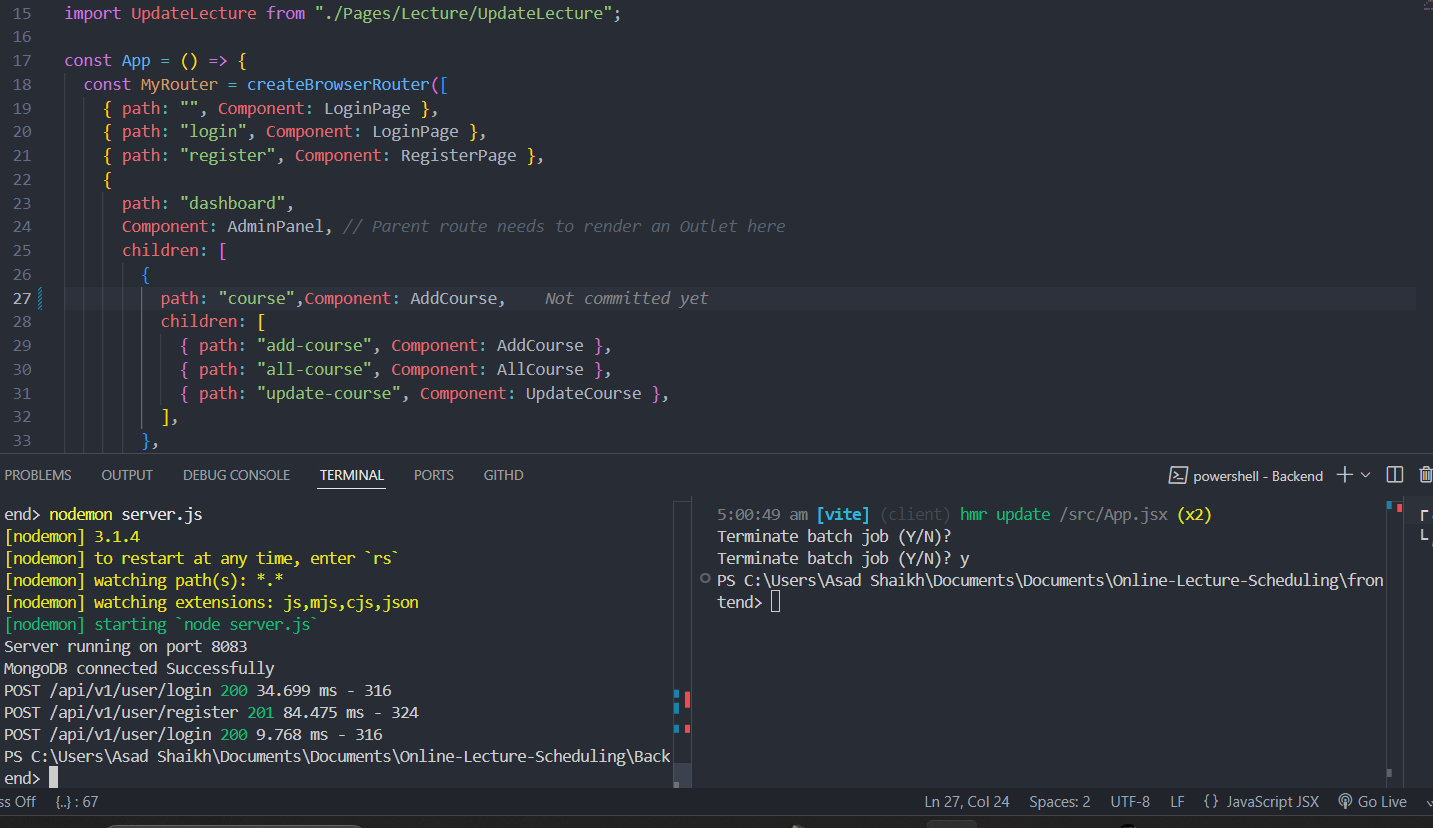 15 import UpdateLecture from "./Pages/Lecture/UpdateLecture";
16
17 const App = () => {
18 const MyRouter = createBrowserRouter([
19 { path: "", Component: LoginPage },
20 { path: "login", Component: LoginPage },
21 { path: "register", Component: RegisterPage },
22 {
23 path: "dashboard",
24 Component: AdminPanel, // Parent route needs to render an Outlet here
25 children: [
26 {
27 path: "course",Component: AddCourse, Not committed yet
28 children: [
29 { path: "add-course", Component: AddCourse },
30 { path: "all-course", Component: AllCourse },
31 { path: "update-course", Component: UpdateCourse },
32 ],
33 },
PROBLEMS OUTPUT DEBUG CONSOLE TERMINAL PORTS GITHD powershell - Backend
end> nodemon server.js
[nodemon] 3.1.4
[nodemon] to restart at any time, enter `rs`
[nodemon] watching path(s): *.*
[nodemon] watching extensions: js,mjs,cjs,json
[nodemon] starting `node server.js`
Server running on port 8083
MongoDB connected Successfully
POST /api/v1/user/login 200 34.699 ms - 316
POST /api/v1/user/register 201 84.475 ms - 324
POST /api/v1/user/login 200 9.768 ms - 316
PS C:\Users\Asad Shaikh\Documents\Documents\Online-Lecture-Scheduling\Back
end>
5:00:49 am [vite] (client) hmr update /src/App.jsx (x2)
Terminate batch job (Y/N)?
Terminate batch job (Y/N)? y
PS C:\Users\Asad Shaikh\Documents\Documents\Online-Lecture-Scheduling\fron
tend>
ss Off {..} : 67 Ln 27, Col 24 Spaces: 2 UTF-8 LF {} JavaScript JSX Go Live